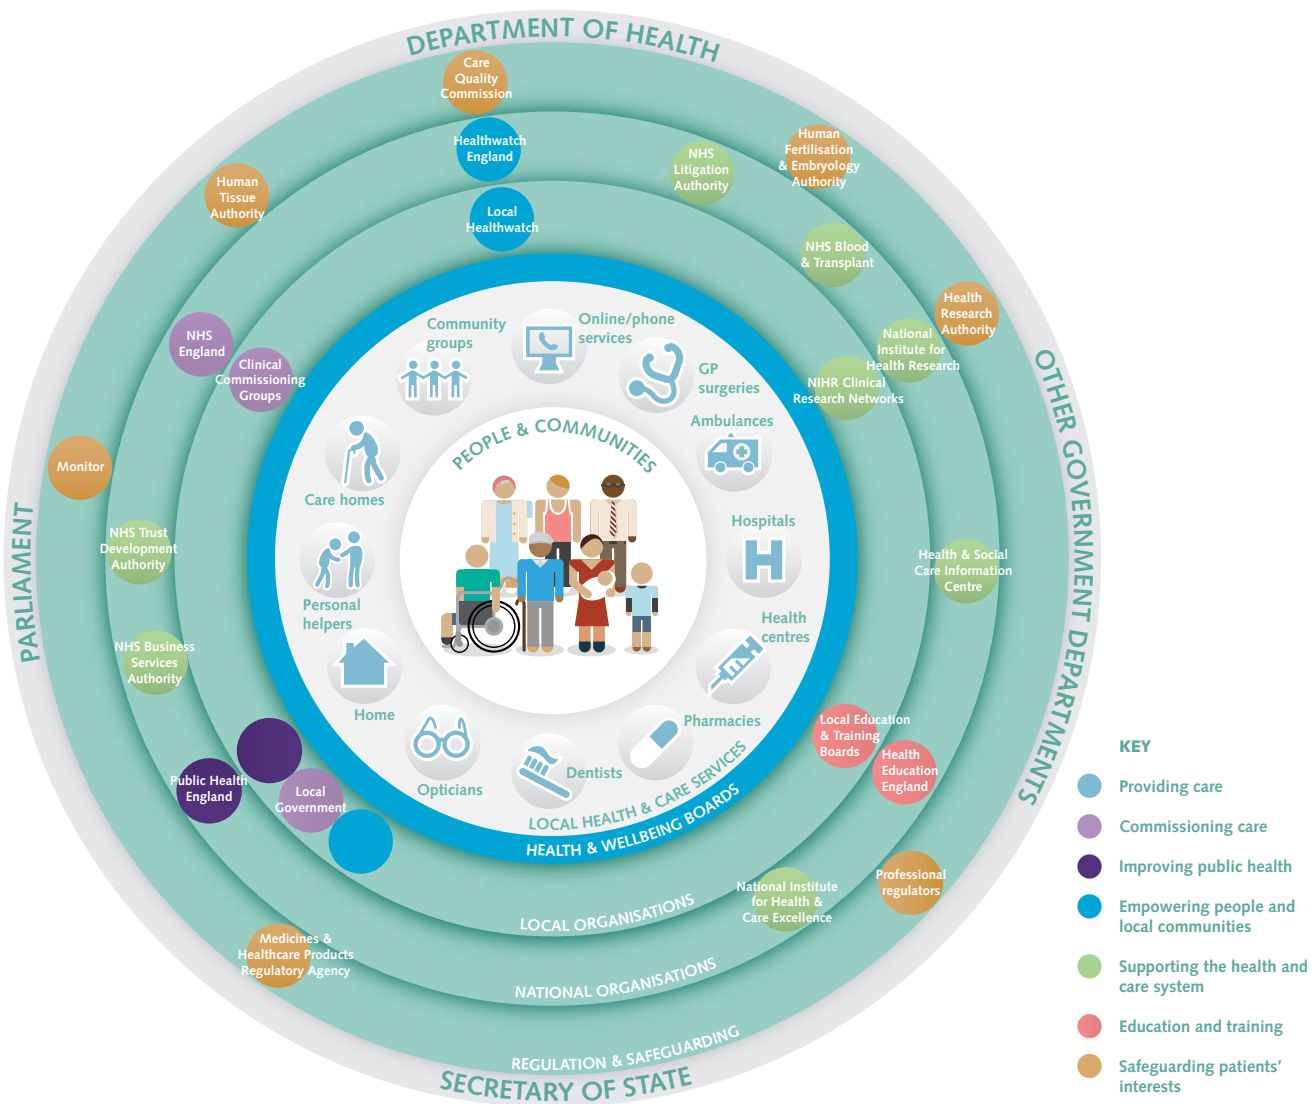 DEPARTMENT OF HEALTH
Care
Quality
Commission
Healthwatch
England
Local
Healthwatch
NHS
Litigation
Authority
Human
Fertilisation
& Embryology
Authority
Human
Tissue
Authority
NHS Blood
& Transplant
Health
Research
Authority
National
Institute for
Health Research
NIHR Clinical
Research Networks
NHS
England
Clinical
Commissioning
Groups
Monitor
NHS Trust
Development
Authority
NHS Business
Services
Authority
Public Health
England
Local
Government
Medicines &
Healthcare Products
Regulatory Agency
Health & Social
Care Information
Centre
Local Education
& Training
Boards
Health
Education
England
Professional
regulators
National Institute
for Health &
Care Excellence
Community
groups
Online/phone
services
GP
surgeries
Ambulances
Hospitals
H
Health
centres
Pharmacies
Dentists
Opticians
Home
Personal
helpers
Care homes
PEOPLE & COMMUNITIES
LOCAL HEALTH & CARE SERVICES
HEALTH & WELLBEING BOARDS
LOCAL ORGANISATIONS
NATIONAL ORGANISATIONS
REGULATION & SAFEGUARDING
SECRETARY OF STATE
PARLIAMENT
OTHER GOVERNMENT DEPARTMENTS
KEY
Providing care
Commissioning care
Improving public health
Empowering people and
local communities
Supporting the health and
care system
Education and training
Safeguarding patients'
interests